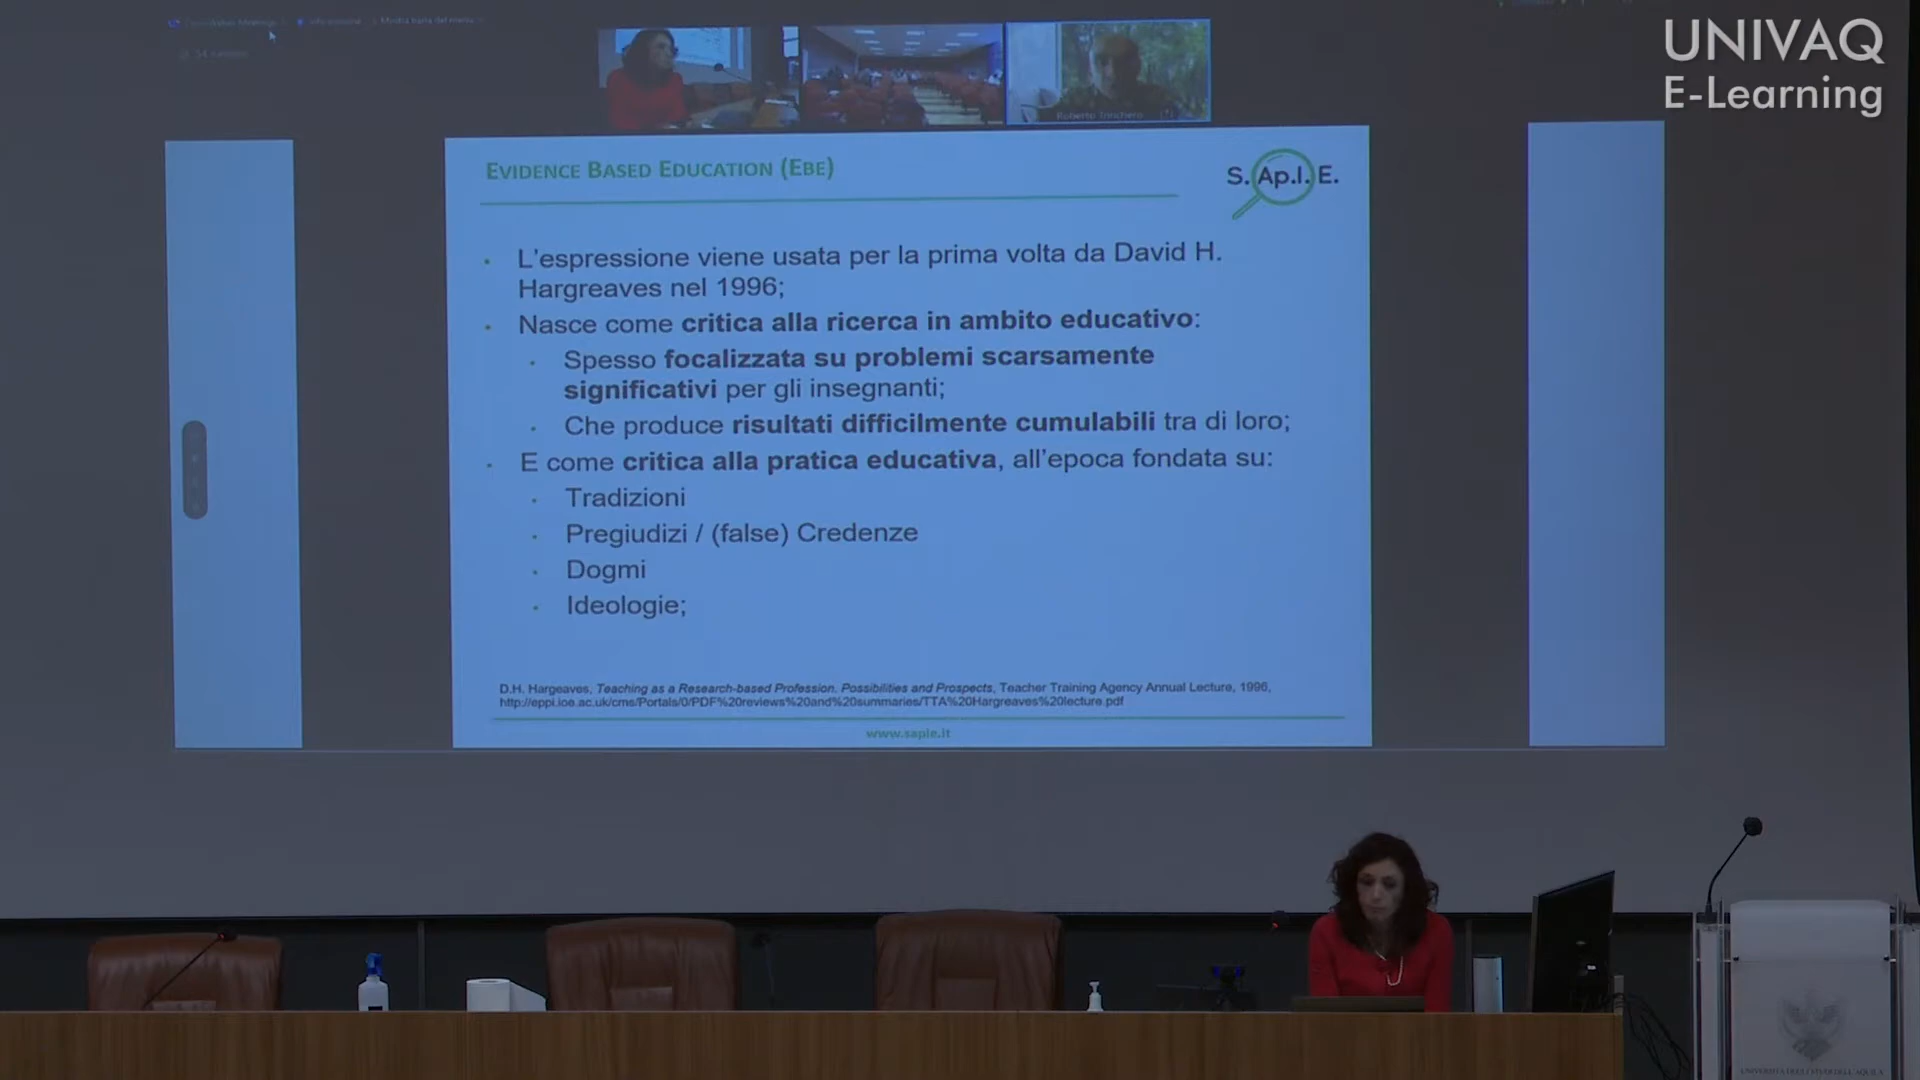 UNIVAQ
E-Learning
Roberto Trinchero
EVIDENCE BASED EDUCATION (EBE)
S.Ap.I.E.
• L'espressione viene usata per la prima volta da David H.
Hargreaves nel 1996;
• Nasce come critica alla ricerca in ambito educativo:
• Spesso focalizzata su problemi scarsamente
significativi per gli insegnanti;
• Che produce risultati difficilmente cumulabili tra di loro;
• E come critica alla pratica educativa, all'epoca fondata su:
• Tradizioni
• Pregiudizi / (false) Credenze
• Dogmi
• Ideologie;
D.H. Hargeaves, Teaching as a Research-based Profession. Possibilities and Prospects, Teacher Training Agency Annual Lecture, 1996,
http://eppi.ioe.ac.uk/cms/Portals/0/PDF%20reviews%20and%20summaries/TTA%20Hargreaves%20lecture.pdf
www.sapie.it